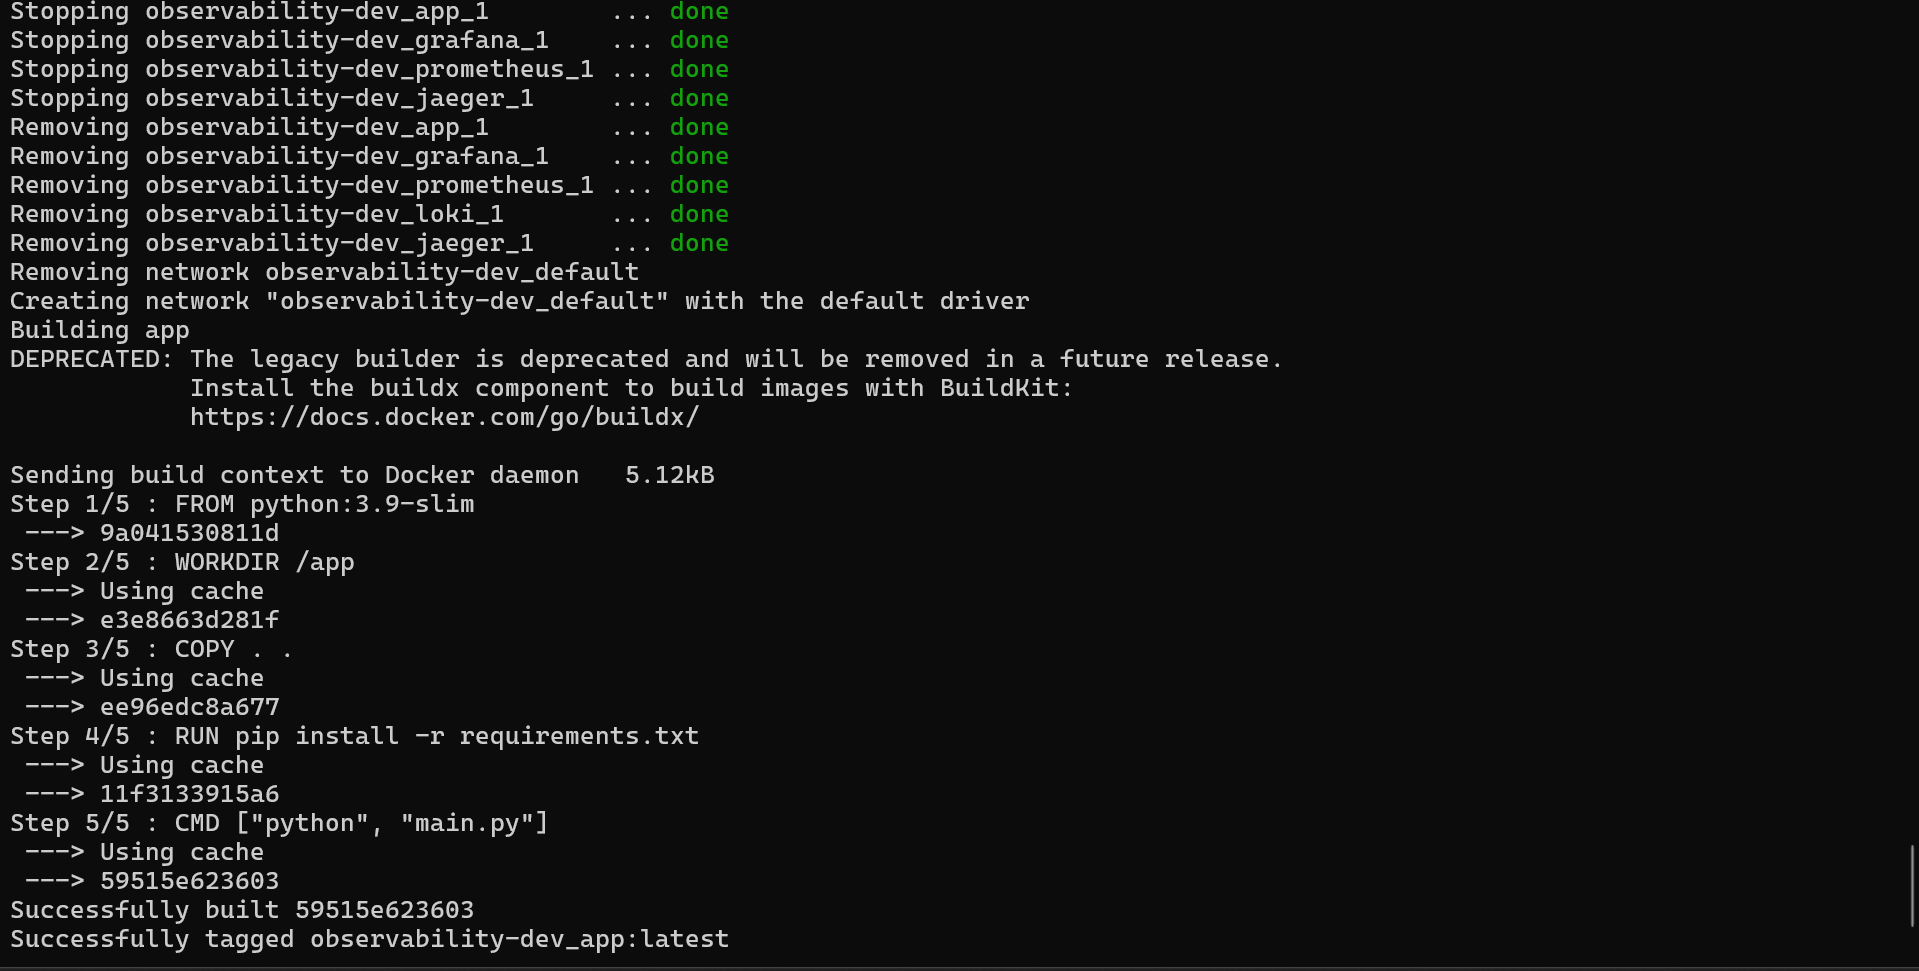 Stopping observability-dev_app_1        ... done
Stopping observability-dev_grafana_1    ... done
Stopping observability-dev_prometheus_1 ... done
Stopping observability-dev_jaeger_1     ... done
Removing observability-dev_app_1        ... done
Removing observability-dev_grafana_1    ... done
Removing observability-dev_prometheus_1 ... done
Removing observability-dev_loki_1       ... done
Removing observability-dev_jaeger_1     ... done
Removing network observability-dev_default
Creating network "observability-dev_default" with the default driver
Building app
DEPRECATED: The legacy builder is deprecated and will be removed in a future release.
            Install the buildx component to build images with BuildKit:
            https://docs.docker.com/go/buildx/

Sending build context to Docker daemon   5.12kB
Step 1/5 : FROM python:3.9-slim
 ---> 9a041530811d
Step 2/5 : WORKDIR /app
 ---> Using cache
 ---> e3e8663d281f
Step 3/5 : COPY . .
 ---> Using cache
 ---> ee96edc8a677
Step 4/5 : RUN pip install -r requirements.txt
 ---> Using cache
 ---> 11f3133915a6
Step 5/5 : CMD ["python", "main.py"]
 ---> Using cache
 ---> 59515e623603
Successfully built 59515e623603
Successfully tagged observability-dev_app:latest